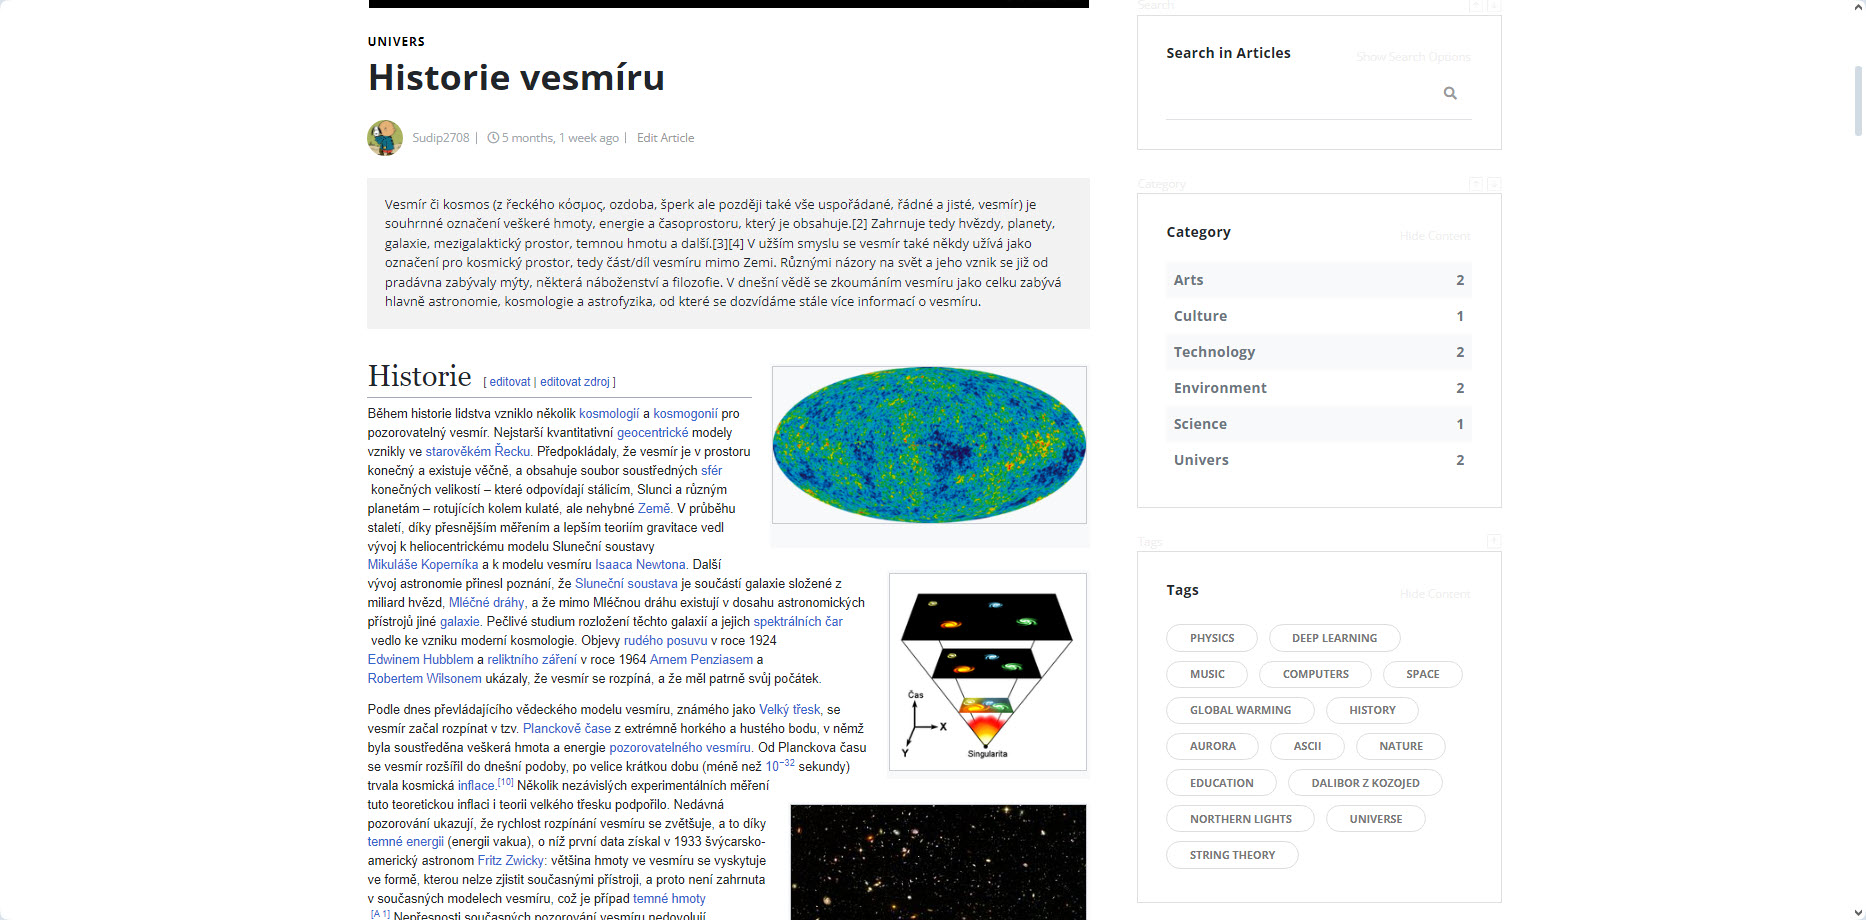 UNIVERS
Historie vesmíru
Sudip2708 | 5 months, 1 week ago | Edit Article
Vesmír či kosmos (z řeckého κόσμος, ozdoba, šperk ale později také vše uspořádané, řádné a jisté, vesmír) je
souhrnné označení veškeré hmoty, energie a časoprostoru, který je obsahuje.[2] Zahrnuje tedy hvězdy, planety,
galaxie, mezigalaktický prostor, temnou hmotu a další.[3][4] V užším smyslu se vesmír také někdy užívá jako
označení pro kosmický prostor, tedy část/díl vesmíru mimo Zemi. Různými názory na svět a jeho vznik se již od
pradávna zabývaly mýty, některá náboženství a filozofie. V dnešní vědě se zkoumáním vesmíru jako celku zabývá
hlavně astronomie, kosmologie a astrofyzika, od které se dozvídáme stále více informací o vesmíru.
Historie [ editovat | editovat zdroj ]
Během historie lidstva vzniklo několik kosmologií a kosmogonií pro
pozorovatelný vesmír. Nejstarší kvantitativní geocentrické modely
vznikly ve starověkém Řecku. Předpokládaly, že vesmír je v prostoru
konečný a existuje věčně, a obsahuje soubor soustředných sfér
konečných velikostí – které odpovídají stálicím, Slunci a různým
planetám – rotujících kolem kulaté, ale nehybné Země. V průběhu
staletí, díky přesnějším měřením a lepším teoriím gravitace vedl
vývoj k heliocentrickému modelu Sluneční soustavy
Mikuláše Koperníka a k modelu vesmíru Isaaca Newtona. Další
vývoj astronomie přinesl poznání, že Sluneční soustava je součástí galaxie složené z
miliard hvězd, Mléčné dráhy, a že mimo Mléčnou dráhu existují v dosahu astronomických
přístrojů jiné galaxie. Pečlivé studium rozložení těchto galaxií a jejich spektrálních čar
vedlo ke vzniku moderní kosmologie. Objevy rudého posuvu v roce 1924
Edwinem Hubblem a reliktního záření v roce 1964 Arnem Penziasem a
Robertem Wilsonem ukázaly, že vesmír se rozpíná, a že měl patrně svůj počátek.
Podle dnes převládajícího vědeckého modelu vesmíru, známého jako Velký třesk, se
vesmír začal rozpínat v tzv. Planckově čase z extrémně horkého a hustého bodu, v němž
byla soustředěna veškerá hmota a energie pozorovatelného vesmíru. Od Planckova času
se vesmír rozšířil do dnešní podoby, po velice krátkou dobu (méně než 10−32 sekundy)
trvala kosmická inflace.[10] Několik nezávislých experimentálních měření
tuto teoretickou inflaci i teorii velkého třesku podpořilo. Nedávná
pozorování ukazují, že rychlost rozpínání vesmíru se zvětšuje, a to díky
temné energii (energii vakua), o níž první data získal v 1933 švýcarsko-
americký astronom Fritz Zwicky: většina hmoty ve vesmíru se vyskytuje
ve formě, kterou nelze zjistit současnými přístroji, a proto není zahrnuta
v současných modelech vesmíru, což je případ temné hmoty
[A 1] Nepřesnosti současných pozorování vesmíru nedovolují
Čas
X
Y
Singularita
Search
Search in Articles
Show Search Options
Category
Category
Hide Content
Arts 2
Culture 1
Technology 2
Environment 2
Science 1
Univers 2
Tags
Tags
Hide Content
PHYSICS DEEP LEARNING
MUSIC COMPUTERS SPACE
GLOBAL WARMING HISTORY
AURORA ASCII NATURE
EDUCATION DALIBOR Z KOZOJED
NORTHERN LIGHTS UNIVERSE
STRING THEORY